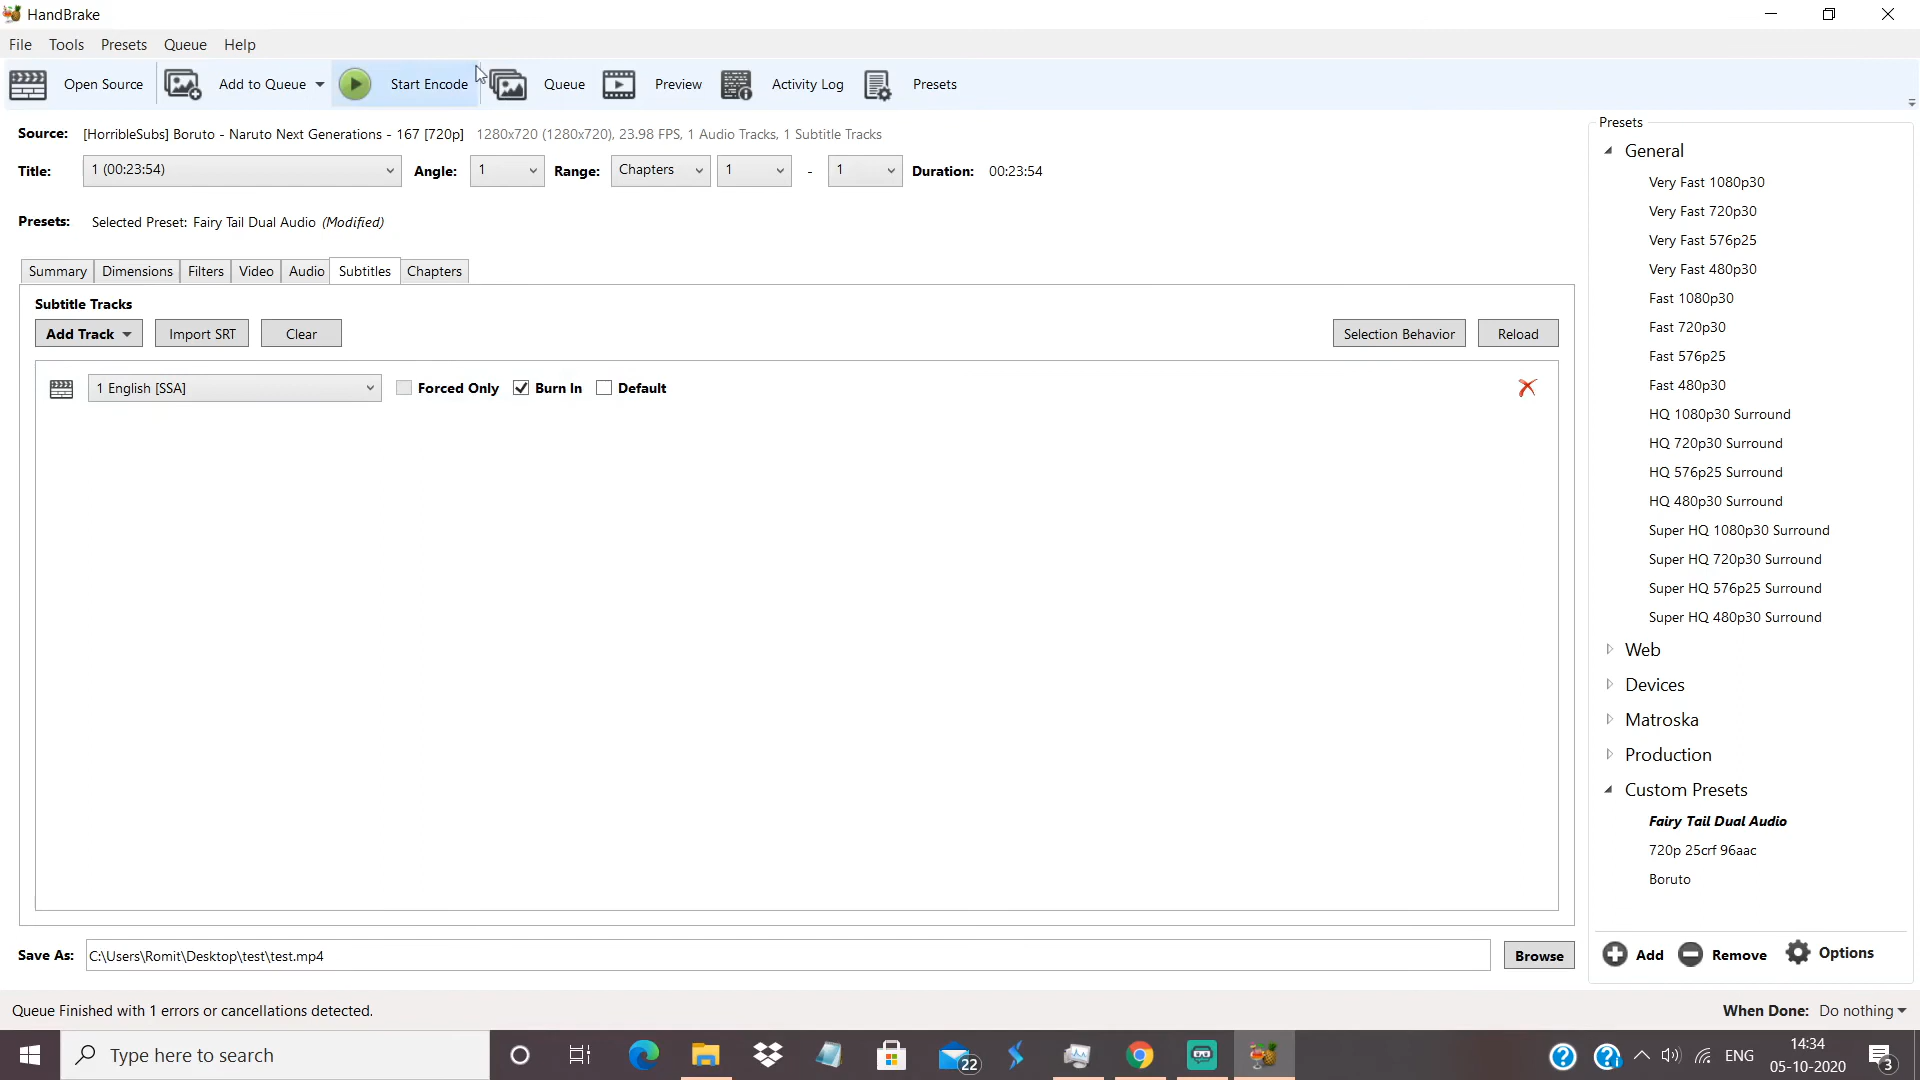 HandBrake
File Tools Presets Queue Help
Open Source Add to Queue Start Encode Queue Preview Activity Log Presets
Source: [HorribleSubs] Boruto - Naruto Next Generations - 167 [720p] 1280x720 (1280x720), 23.98 FPS, 1 Audio Tracks, 1 Subtitle Tracks
Title: 1 (00:23:54) Angle: 1 Range: Chapters 1 - 1 Duration: 00:23:54
Presets: Selected Preset: Fairy Tail Dual Audio (Modified)
Summary Dimensions Filters Video Audio Subtitles Chapters
Subtitle Tracks
Add Track Import SRT Clear Selection Behavior Reload
1 English [SSA] Forced Only Burn In Default
Save As: C:\Users\Romit\Desktop\test\test.mp4 Browse
Presets
General
Very Fast 1080p30
Very Fast 720p30
Very Fast 576p25
Very Fast 480p30
Fast 1080p30
Fast 720p30
Fast 576p25
Fast 480p30
HQ 1080p30 Surround
HQ 720p30 Surround
HQ 576p25 Surround
HQ 480p30 Surround
Super HQ 1080p30 Surround
Super HQ 720p30 Surround
Super HQ 576p25 Surround
Super HQ 480p30 Surround
Web
Devices
Matroska
Production
Custom Presets
Fairy Tail Dual Audio
720p 25crf 96aac
Boruto
Add Remove Options
Queue Finished with 1 errors or cancellations detected. When Done: Do nothing
Type here to search 22 ENG 14:34
05-10-2020 3